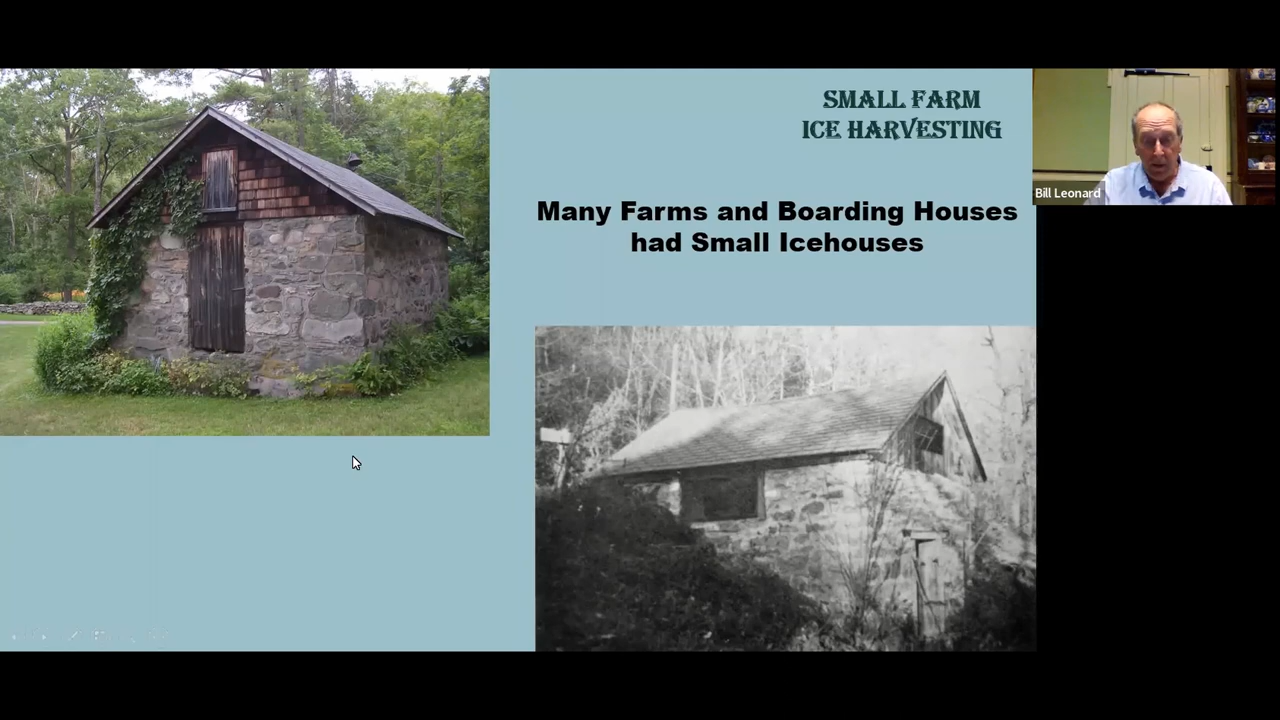 SMALL FARM
ICE HARVESTING
Many Farms and Boarding Houses
had Small Icehouses
Bill Leonard